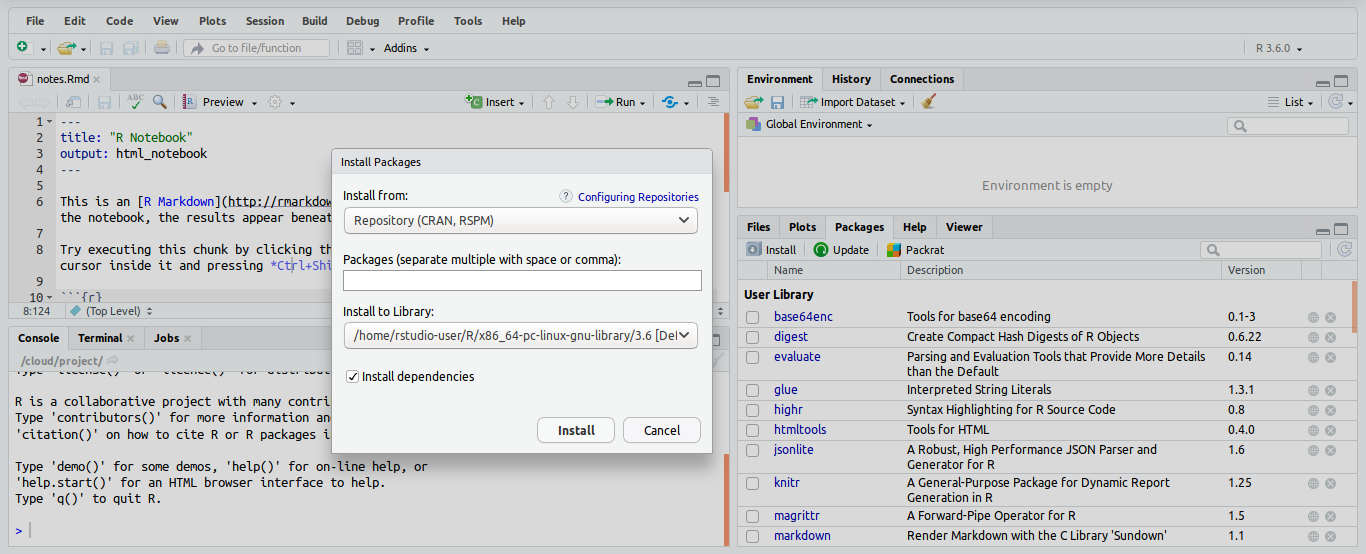 File Edit Code View Plots Session Build Debug Profile Tools Help
Go to file/function Addins R 3.6.0
notes.Rmd
ABC Preview Insert Run
1 ---
2 title: "R Notebook"
3 output: html_notebook
4 ---
5
6 This is an [R Markdown](http://rmarkdow
the notebook, the results appear beneat
7
8 Try executing this chunk by clicking th
cursor inside it and pressing *Ctrl+Shi
9
10 ```{r}
8:124 (Top Level)
Console Terminal Jobs
/cloud/project/
Type 'license()' or 'licence()' for distribut
R is a collaborative project with many contri
Type 'contributors()' for more information an
'citation()' on how to cite R or R packages i
Type 'demo()' for some demos, 'help()' for on-line help, or
'help.start()' for an HTML browser interface to help.
Type 'q()' to quit R.
>
Install Packages
Install from: ? Configuring Repositories
Repository (CRAN, RSPM)
Packages (separate multiple with space or comma):
Install to Library:
/home/rstudio-user/R/x86_64-pc-linux-gnu-library/3.6 [De
Install dependencies
Install Cancel
Environment History Connections
Import Dataset List
Global Environment
Environment is empty
Files Plots Packages Help Viewer
Install Update Packrat
Name Description Version
User Library
base64enc Tools for base64 encoding 0.1-3
digest Create Compact Hash Digests of R Objects 0.6.22
evaluate Parsing and Evaluation Tools that Provide More Details 0.14
than the Default
glue Interpreted String Literals 1.3.1
highr Syntax Highlighting for R Source Code 0.8
htmltools Tools for HTML 0.4.0
jsonlite A Robust, High Performance JSON Parser and 1.6
Generator for R
knitr A General-Purpose Package for Dynamic Report 1.25
Generation in R
magrittr A Forward-Pipe Operator for R 1.5
markdown Render Markdown with the C Library 'Sundown' 1.1